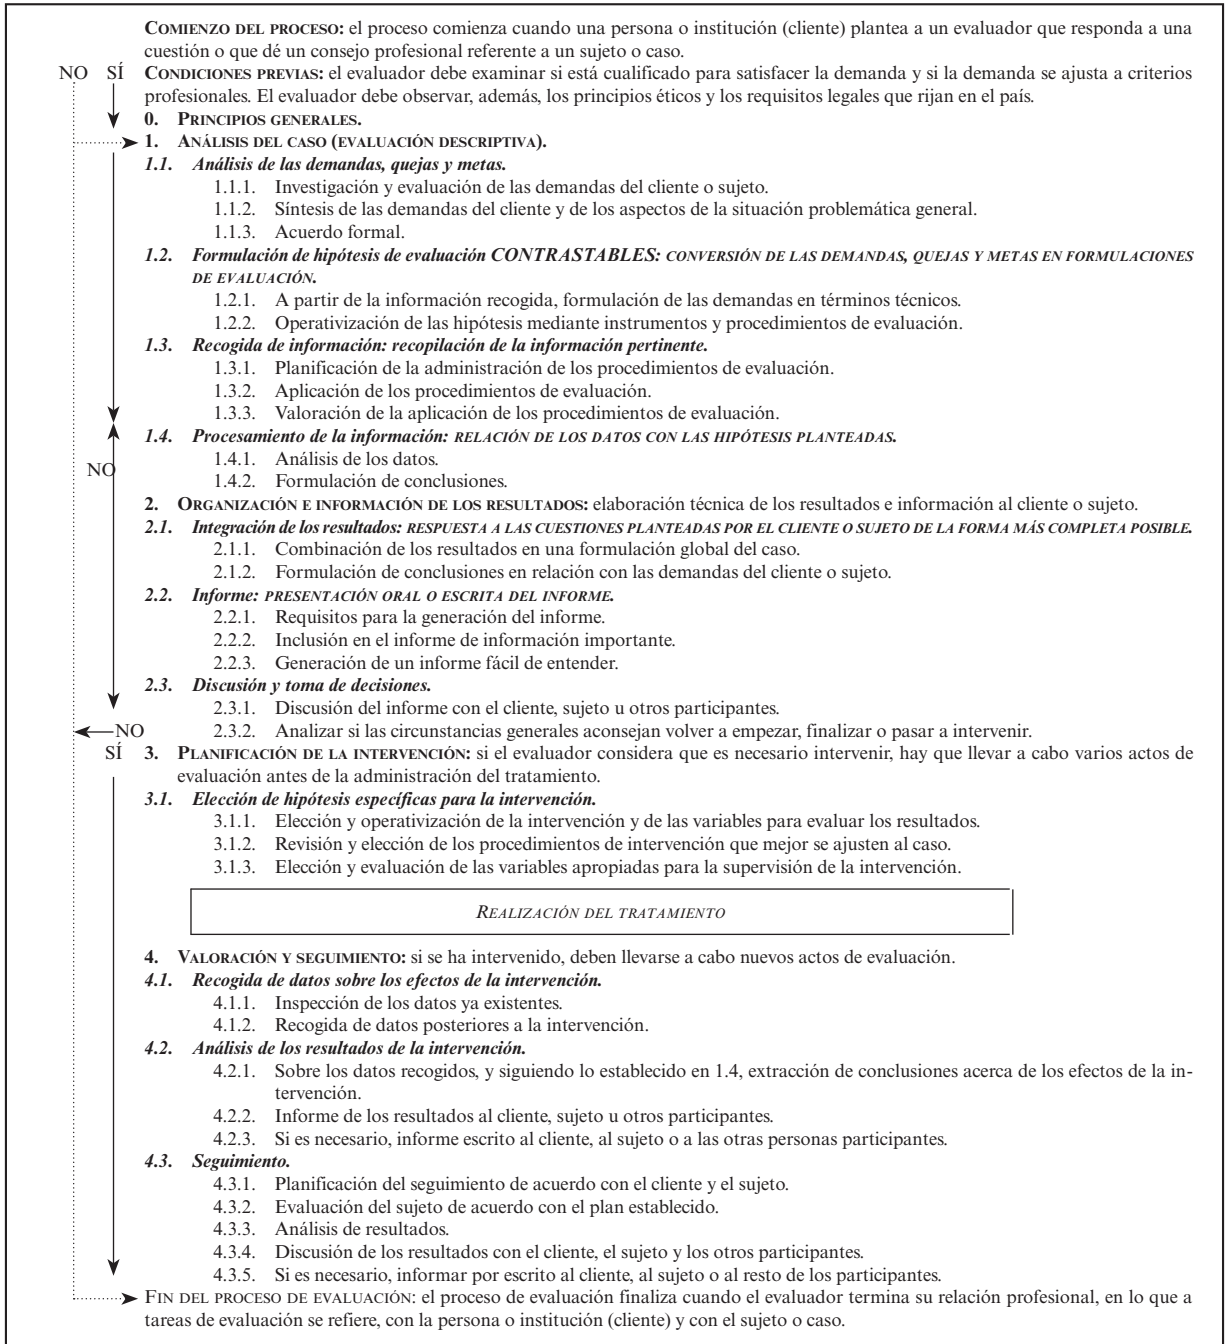 COMIENZO DEL PROCESO: el proceso comienza cuando una persona o institución (cliente) plantea a un evaluador que responda a una
cuestión o que dé un consejo profesional referente a un sujeto o caso.
NO SÍ CONDICIONES PREVIAS: el evaluador debe examinar si está cualificado para satisfacer la demanda y si la demanda se ajusta a criterios
profesionales. El evaluador debe observar, además, los principios éticos y los requisitos legales que rijan en el país.
0. PRINCIPIOS GENERALES.
1. ANÁLISIS DEL CASO (EVALUACIÓN DESCRIPTIVA).
1.1. Análisis de las demandas, quejas y metas.
1.1.1. Investigación y evaluación de las demandas del cliente o sujeto.
1.1.2. Síntesis de las demandas del cliente y de los aspectos de la situación problemática general.
1.1.3. Acuerdo formal.
1.2. Formulación de hipótesis de evaluación CONTRASTABLES: CONVERSIÓN DE LAS DEMANDAS, QUEJAS Y METAS EN FORMULACIONES
DE EVALUACIÓN.
1.2.1. A partir de la información recogida, formulación de las demandas en términos técnicos.
1.2.2. Operativización de las hipótesis mediante instrumentos y procedimientos de evaluación.
1.3. Recogida de información: recopilación de la información pertinente.
1.3.1. Planificación de la administración de los procedimientos de evaluación.
1.3.2. Aplicación de los procedimientos de evaluación.
1.3.3. Valoración de la aplicación de los procedimientos de evaluación.
1.4. Procesamiento de la información: RELACIÓN DE LOS DATOS CON LAS HIPÓTESIS PLANTEADAS.
1.4.1. Análisis de los datos.
NO
1.4.2. Formulación de conclusiones.
2. ORGANIZACIÓN E INFORMACIÓN DE LOS RESULTADOS: elaboración técnica de los resultados e información al cliente o sujeto.
2.1. Integración de los resultados: RESPUESTA A LAS CUESTIONES PLANTEADAS POR EL CLIENTE O SUJETO DE LA FORMA MÁS COMPLETA POSIBLE.
2.1.1. Combinación de los resultados en una formulación global del caso.
2.1.2. Formulación de conclusiones en relación con las demandas del cliente o sujeto.
2.2. Informe: PRESENTACIÓN ORAL O ESCRITA DEL INFORME.
2.2.1. Requisitos para la generación del informe.
2.2.2. Inclusión en el informe de información importante.
2.2.3. Generación de un informe fácil de entender.
2.3. Discusión y toma de decisiones.
2.3.1. Discusión del informe con el cliente, sujeto u otros participantes.
NO 2.3.2. Analizar si las circunstancias generales aconsejan volver a empezar, finalizar o pasar a intervenir.
SÍ 3. PLANIFICACIÓN DE LA INTERVENCIÓN: si el evaluador considera que es necesario intervenir, hay que llevar a cabo varios actos de
evaluación antes de la administración del tratamiento.
3.1. Elección de hipótesis específicas para la intervención.
3.1.1. Elección y operativización de la intervención y de las variables para evaluar los resultados.
3.1.2. Revisión y elección de los procedimientos de intervención que mejor se ajusten al caso.
3.1.3. Elección y evaluación de las variables apropiadas para la supervisión de la intervención.
REALIZACIÓN DEL TRATAMIENTO
4. VALORACIÓN Y SEGUIMIENTO: si se ha intervenido, deben llevarse a cabo nuevos actos de evaluación.
4.1. Recogida de datos sobre los efectos de la intervención.
4.1.1. Inspección de los datos ya existentes.
4.1.2. Recogida de datos posteriores a la intervención.
4.2. Análisis de los resultados de la intervención.
4.2.1. Sobre los datos recogidos, y siguiendo lo establecido en 1.4, extracción de conclusiones acerca de los efectos de la in-
tervención.
4.2.2. Informe de los resultados al cliente, sujeto u otros participantes.
4.2.3. Si es necesario, informe escrito al cliente, al sujeto o a las otras personas participantes.
4.3. Seguimiento.
4.3.1. Planificación del seguimiento de acuerdo con el cliente y el sujeto.
4.3.2. Evaluación del sujeto de acuerdo con el plan establecido.
4.3.3. Análisis de resultados.
4.3.4. Discusión de los resultados con el cliente, el sujeto y los otros participantes.
4.3.5. Si es necesario, informar por escrito al cliente, al sujeto o al resto de los participantes.
FIN DEL PROCESO DE EVALUACIÓN: el proceso de evaluación finaliza cuando el evaluador termina su relación profesional, en lo que a
tareas de evaluación se refiere, con la persona o institución (cliente) y con el sujeto o caso.